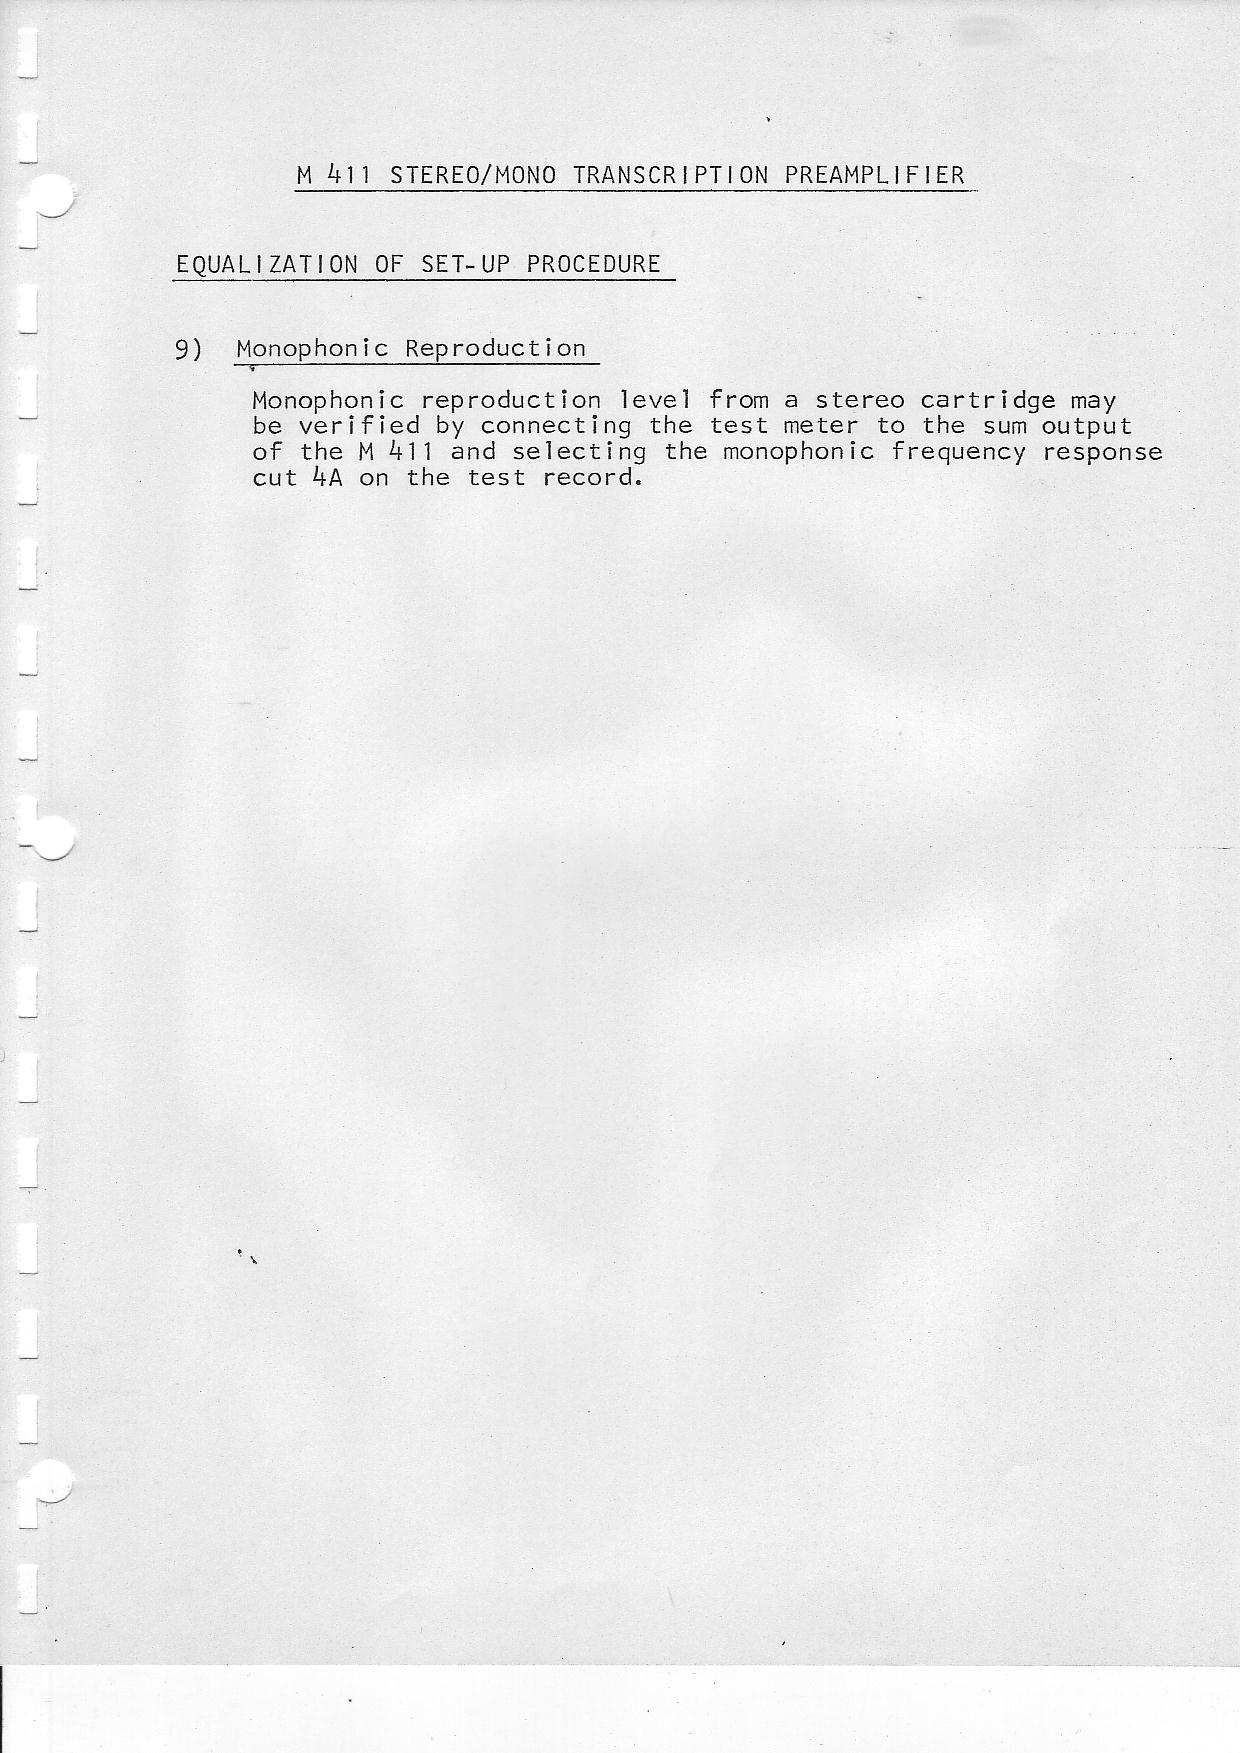 M 411 STEREO/MONO TRANSCRIPTION PREAMPLIFIER
EQUALIZATION OF SET-UP PROCEDURE
9) Monophonic Reproduction
Monophonic reproduction level from a stereo cartridge may
be verified by connecting the test meter to the sum output
of the M 411 and selecting the monophonic frequency response
cut 4A on the test record.